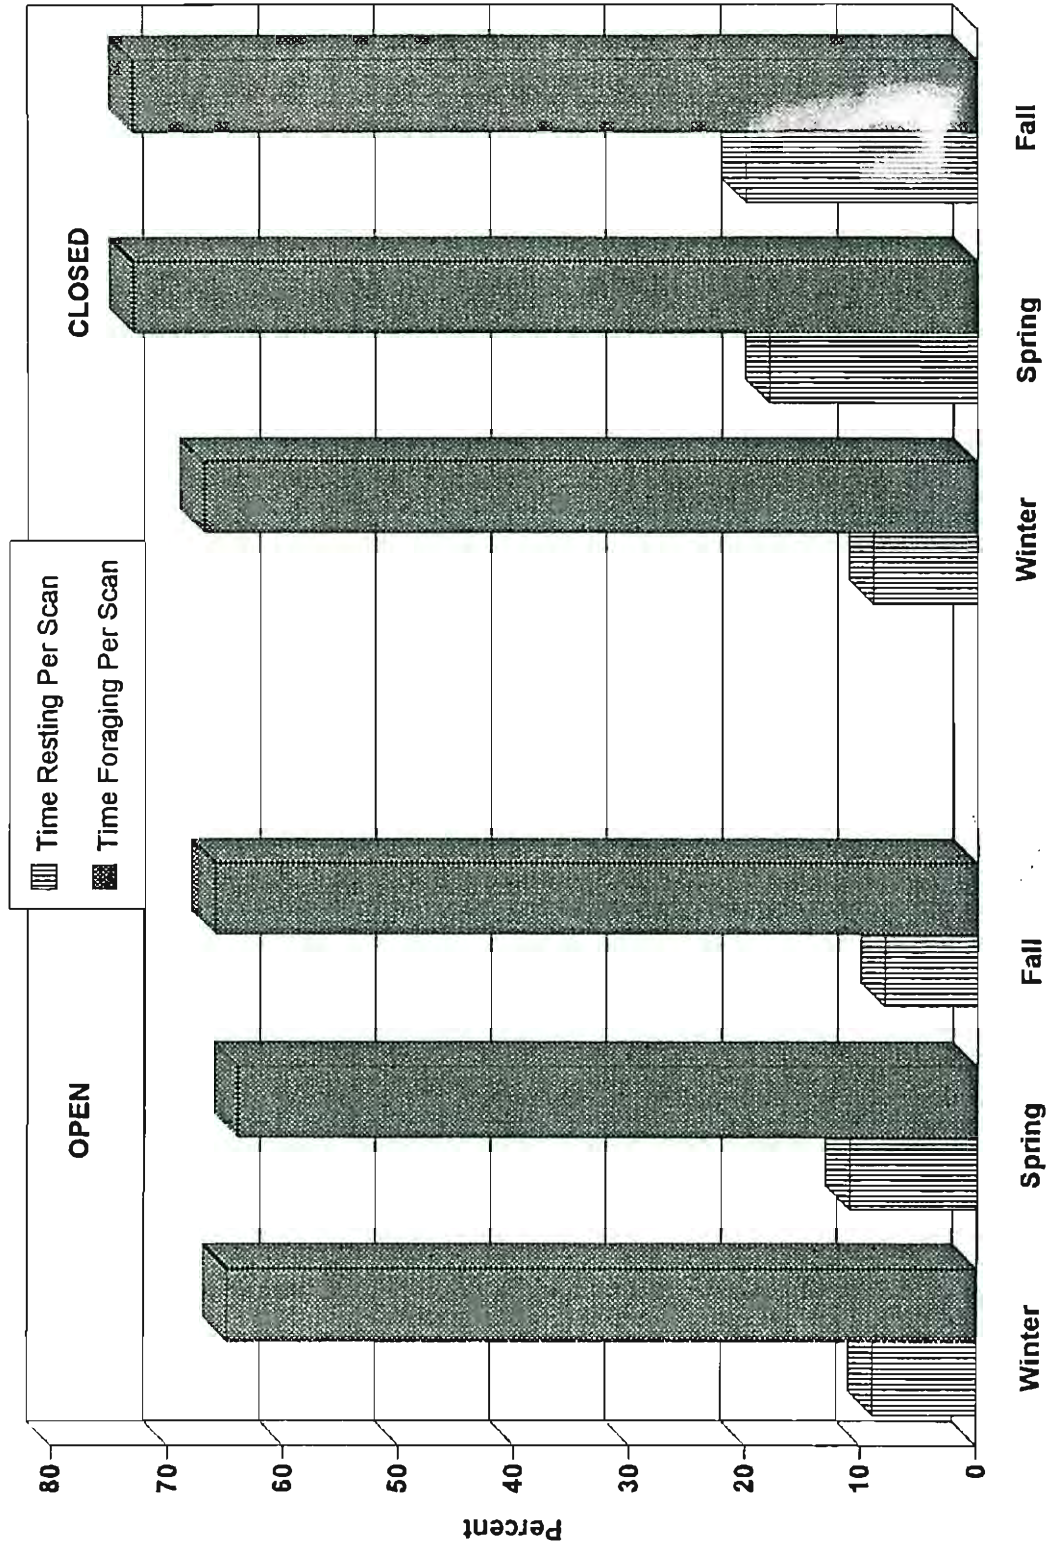 Time Resting Per Scan
Time Foraging Per Scan
OPEN
CLOSED
80
70
60
50
40
30
20
10
0
Percent
Winter
Spring
Fall
Winter
Spring
Fall